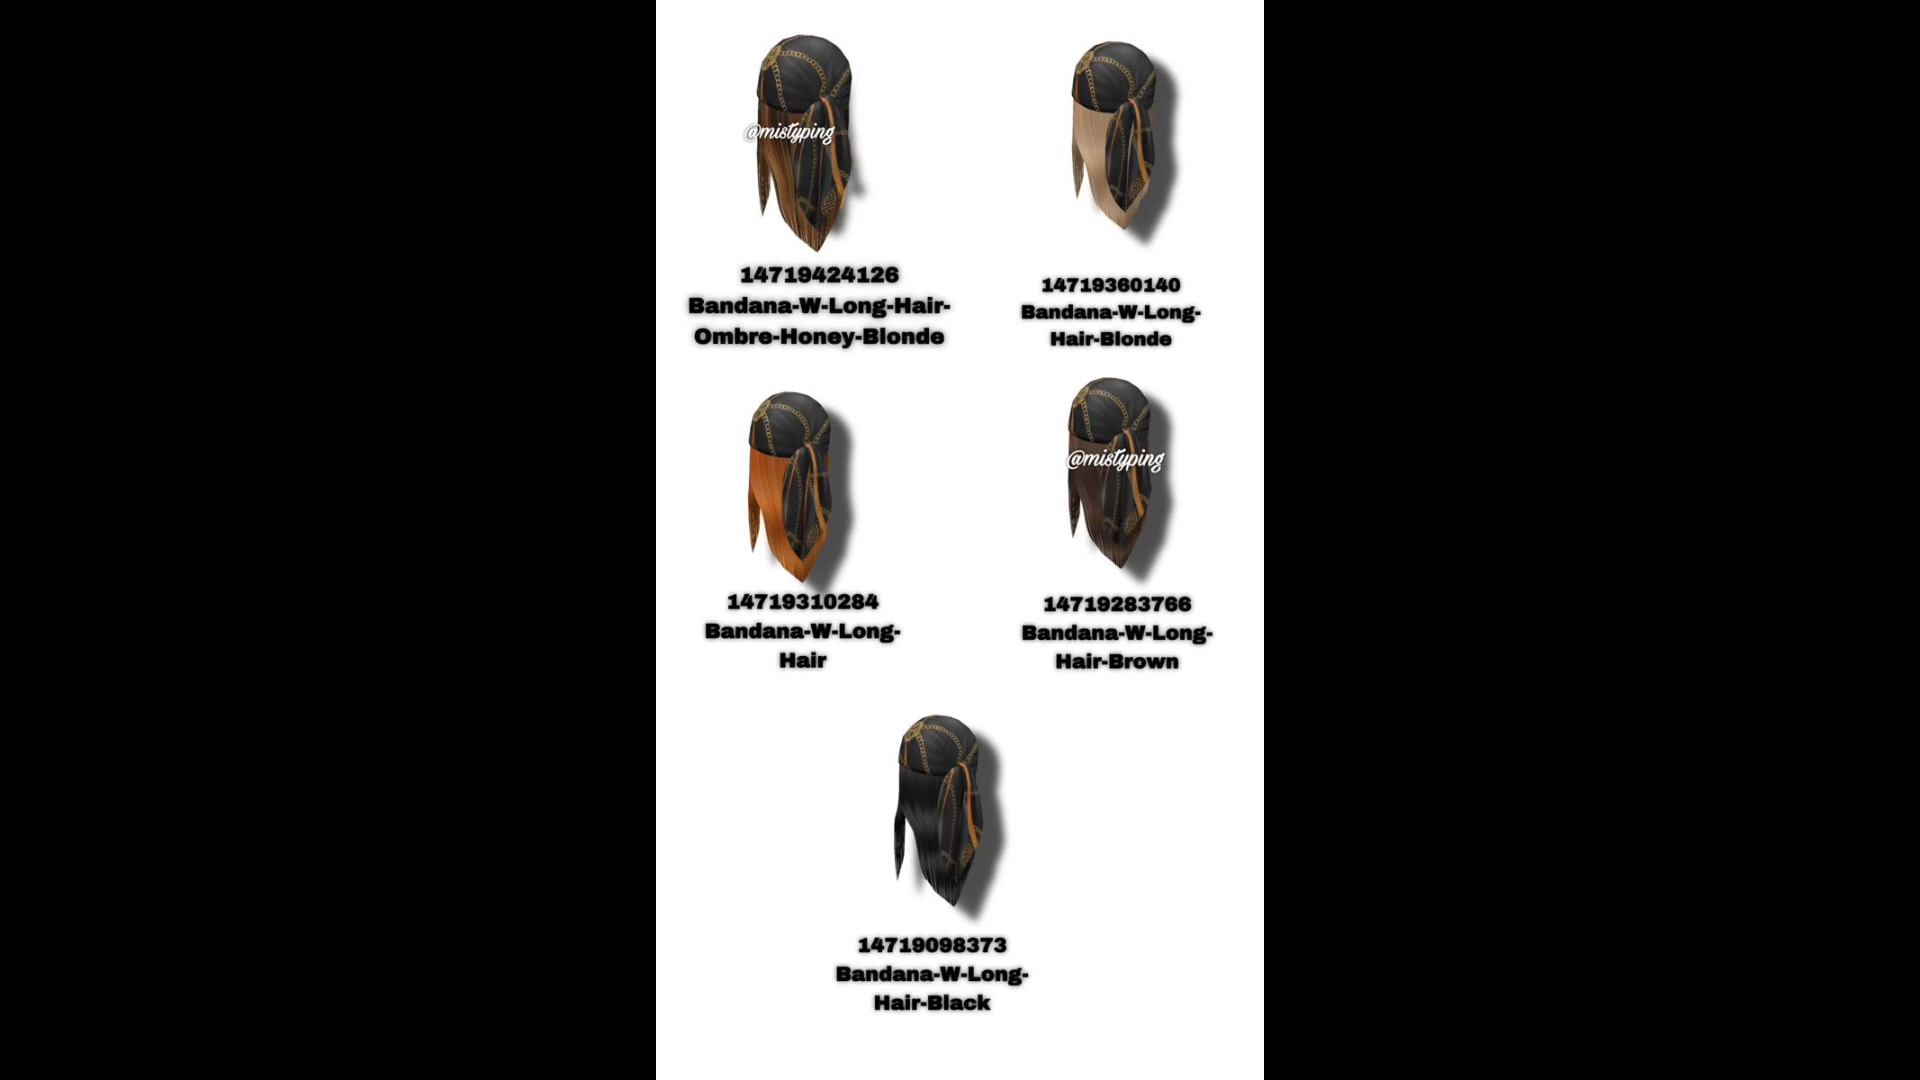 @mistyping
14719424126
Bandana-W-Long-Hair-
Ombre-Honey-Blonde
14719360140
Bandana-W-Long-
Hair-Blonde
14719310284
Bandana-W-Long-
Hair
@mistyping
14719283766
Bandana-W-Long-
Hair-Brown
14719098373
Bandana-W-Long-
Hair-Black